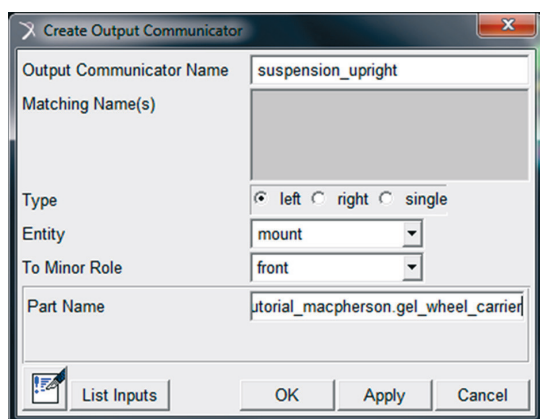 Create Output Communicator
Output Communicator Name suspension_upright
Matching Name(s)
Type left right single
Entity mount
To Minor Role front
Part Name utorial_macpherson.gel_wheel_carrier
List Inputs OK Apply Cancel